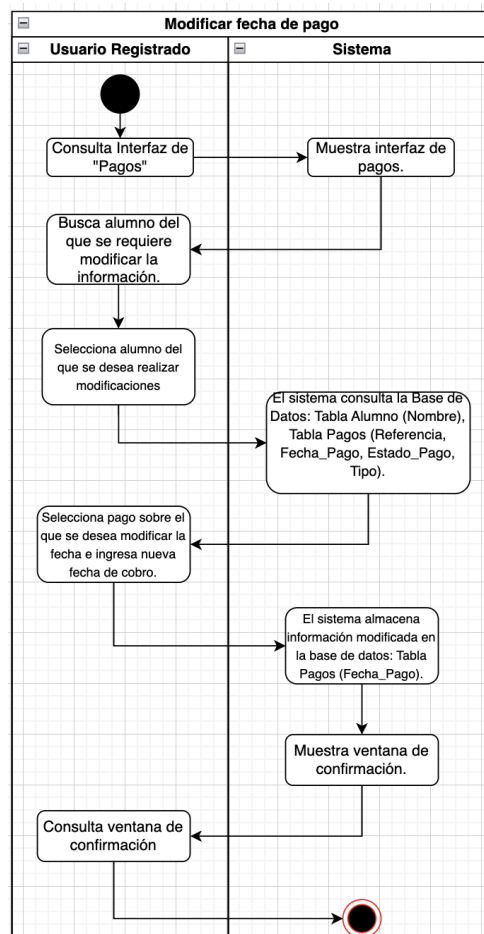 Modificar fecha de pago
Usuario Registrado
Sistema
Consulta Interfaz de
"Pagos"
Muestra interfaz de
pagos.
Busca alumno del
que se requiere
modificar la
información.
Selecciona alumno del
que se desea realizar
modificaciones
El sistema consulta la Base de
Datos: Tabla Alumno (Nombre),
Tabla Pagos (Referencia,
Fecha_Pago, Estado_Pago,
Tipo).
Selecciona pago sobre el
que se desea modificar la
fecha e ingresa nueva
fecha de cobro.
El sistema almacena
información modificada en
la base de datos: Tabla
Pagos (Fecha_Pago).
Muestra ventana de
confirmación.
Consulta ventana de
confirmación